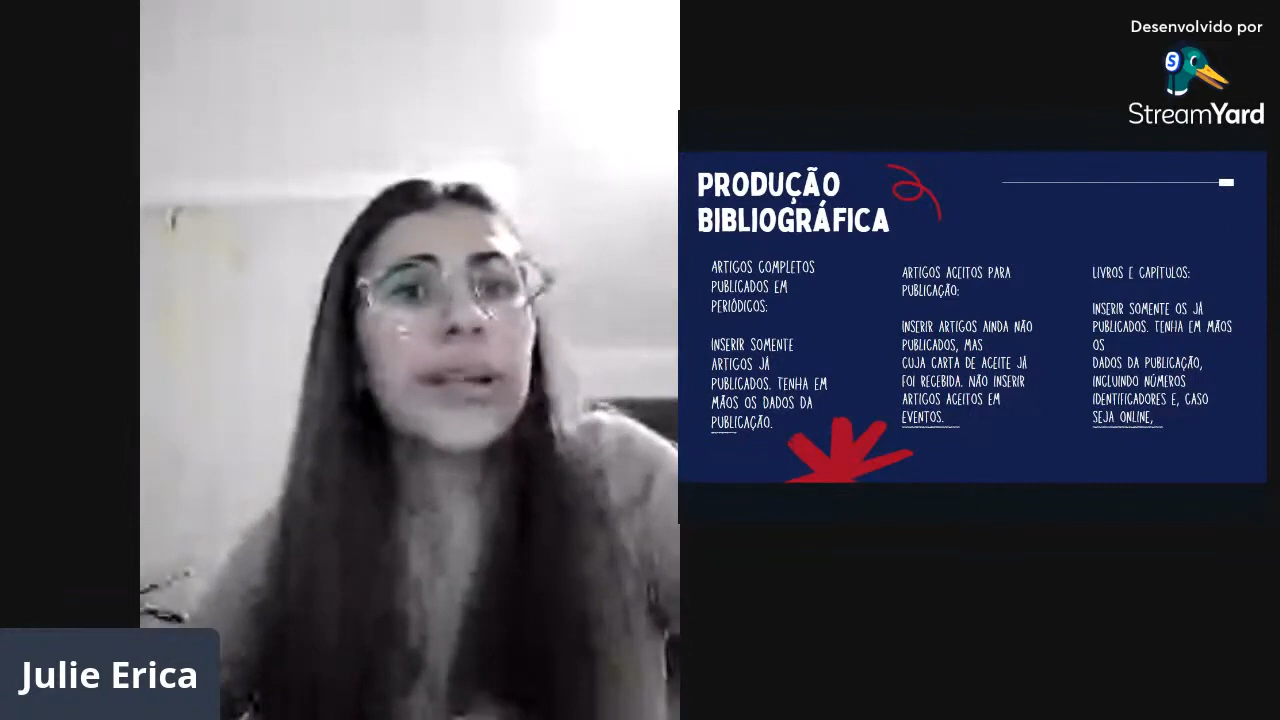 Desenvolvido por
StreamYard
PRODUÇÃO
BIBLIOGRÁFICA
ARTIGOS COMPLETOS
PUBLICADOS EM
PERIÓDICOS:
INSERIR SOMENTE
ARTIGOS JÁ
PUBLICADOS. TENHA EM
MÃOS OS DADOS DA
PUBLICAÇÃO.
ARTIGOS ACEITOS PARA
PUBLICAÇÃO:
INSERIR ARTIGOS AINDA NÃO
PUBLICADOS, MAS
CUJA CARTA DE ACEITE JÁ
FOI RECEBIDA. NÃO INSERIR
ARTIGOS ACEITOS EM
EVENTOS.
LIVROS E CAPÍTULOS:
INSERIR SOMENTE OS JÁ
PUBLICADOS. TENHA EM MÃOS
OS
DADOS DA PUBLICAÇÃO,
INCLUINDO NÚMEROS
IDENTIFICADORES E, CASO
SEJA ONLINE,
Julie Erica